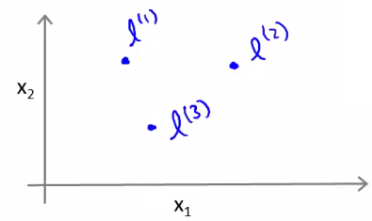 l^(1)
l^(2)
x₂
l^(3)
x₁